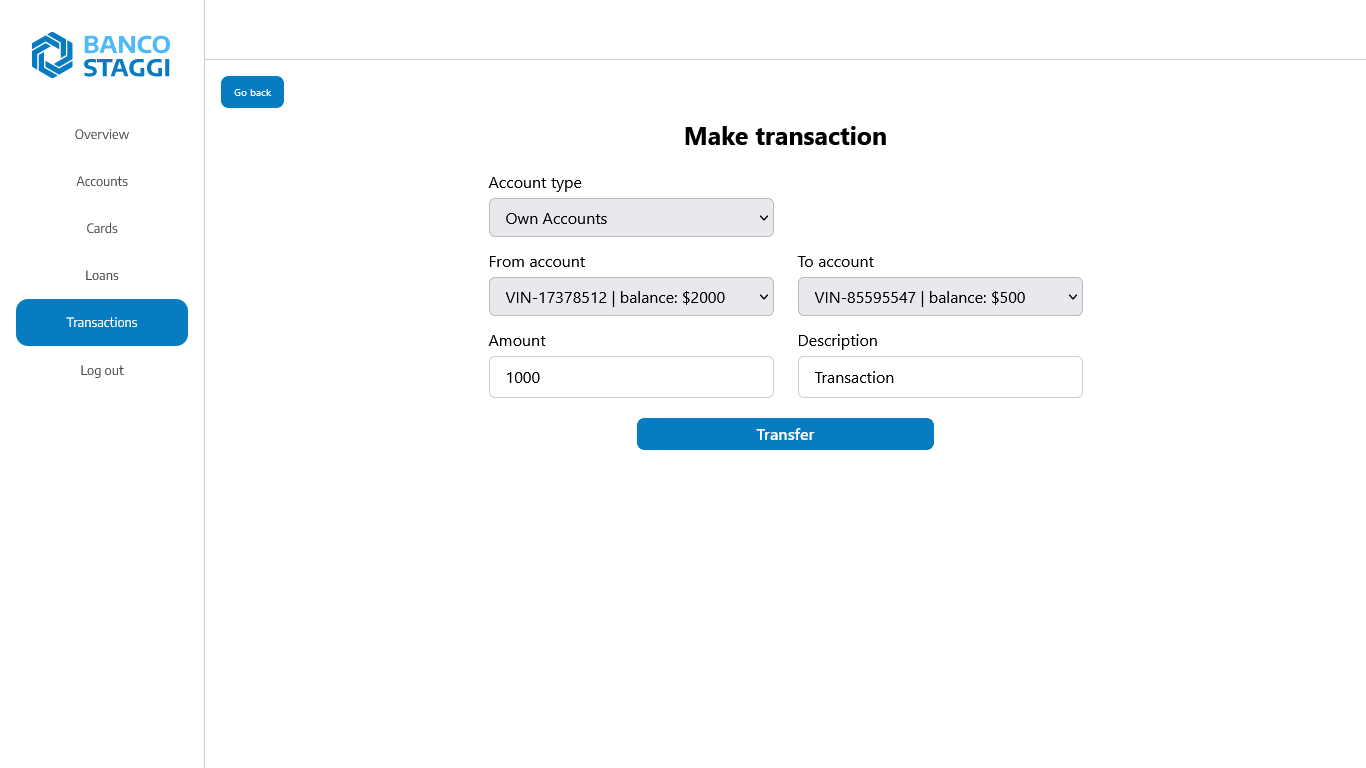 BANCO
STAGGI
Overview
Accounts
Cards
Loans
Transactions
Log out
Go back
Make transaction
Account type
Own Accounts
From account
To account
VIN-17378512 | balance: $2000
VIN-85595547 | balance: $500
Amount
Description
1000
Transaction
Transfer